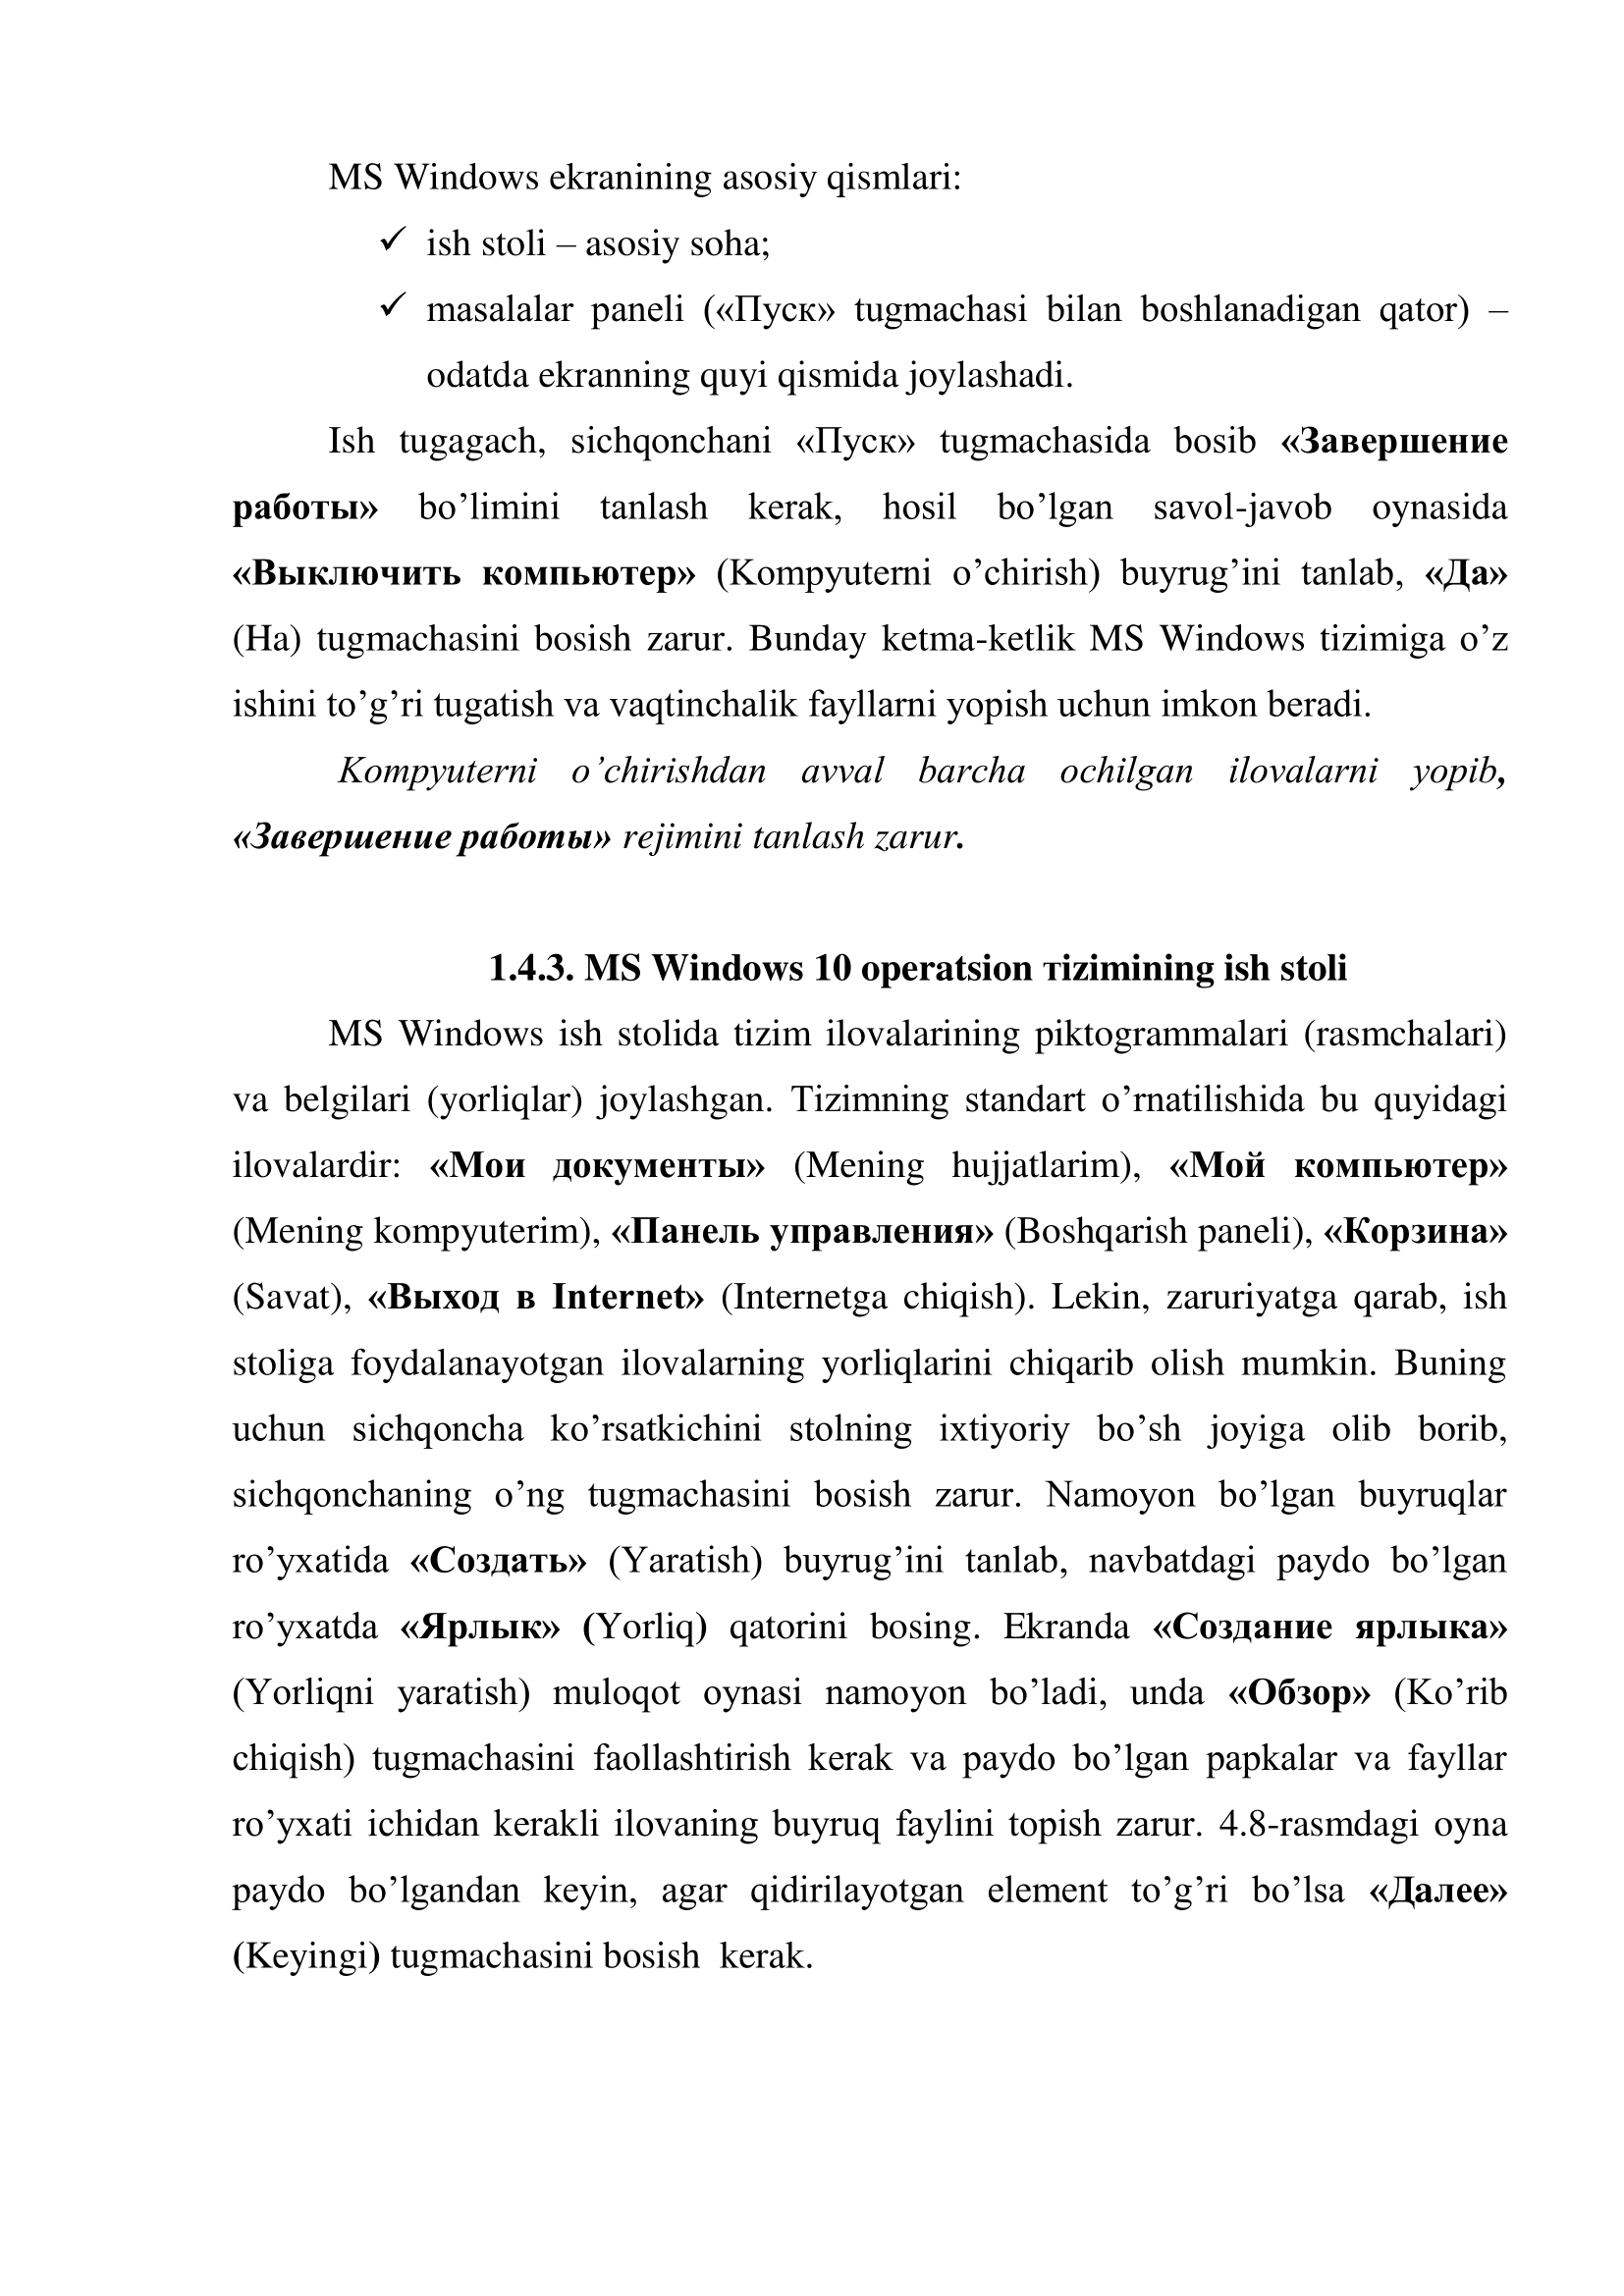 MS Windows ekranining asosiy qismlari:
✓ ish stoli – asosiy soha;
✓ masalalar paneli («Пуск» tugmachasi bilan boshlanadigan qator) –
odatda ekranning quyi qismida joylashadi.
Ish tugagach, sichqonchani «Пуск» tugmachasida bosib «Завершение
работы» bo’limini tanlash kerak, hosil bo’lgan savol-javob oynasida
«Выключить компьютер» (Kompyuterni o’chirish) buyrug’ini tanlab, «Да»
(Ha) tugmachasini bosish zarur. Bunday ketma-ketlik MS Windows tizimiga o’z
ishini to’g’ri tugatish va vaqtinchalik fayllarni yopish uchun imkon beradi.
Kompyuterni o’chirishdan avval barcha ochilgan ilovalarni yopib,
«Завершение работы» rejimini tanlash zarur.
1.4.3. MS Windows 10 operatsion тizimining ish stoli
MS Windows ish stolida tizim ilovalarining piktogrammalari (rasmchalari)
va belgilari (yorliqlar) joylashgan. Tizimning standart o’rnatilishida bu quyidagi
ilovalardir: «Мои документы» (Mening hujjatlarim), «Мой компьютер»
(Mening kompyuterim), «Панель управления» (Boshqarish paneli), «Корзина»
(Savat), «Выход в Internet» (Internetga chiqish). Lekin, zaruriyatga qarab, ish
stoliga foydalanayotgan ilovalarning yorliqlarini chiqarib olish mumkin. Buning
uchun sichqoncha ko’rsatkichini stolning ixtiyoriy bo’sh joyiga olib borib,
sichqonchaning o’ng tugmachasini bosish zarur. Namoyon bo’lgan buyruqlar
ro’yxatida «Создать» (Yaratish) buyrug’ini tanlab, navbatdagi paydo bo’lgan
ro’yxatda «Ярлык» (Yorliq) qatorini bosing. Ekranda «Создание ярлыка»
(Yorliqni yaratish) muloqot oynasi namoyon bo’ladi, unda «Обзор» (Ko’rib
chiqish) tugmachasini faollashtirish kerak va paydo bo’lgan papkalar va fayllar
ro’yxati ichidan kerakli ilovaning buyruq faylini topish zarur. 4.8-rasmdagi oyna
paydo bo’lgandan keyin, agar qidirilayotgan element to’g’ri bo’lsa «Далее»
(Keyingi) tugmachasini bosish kerak.